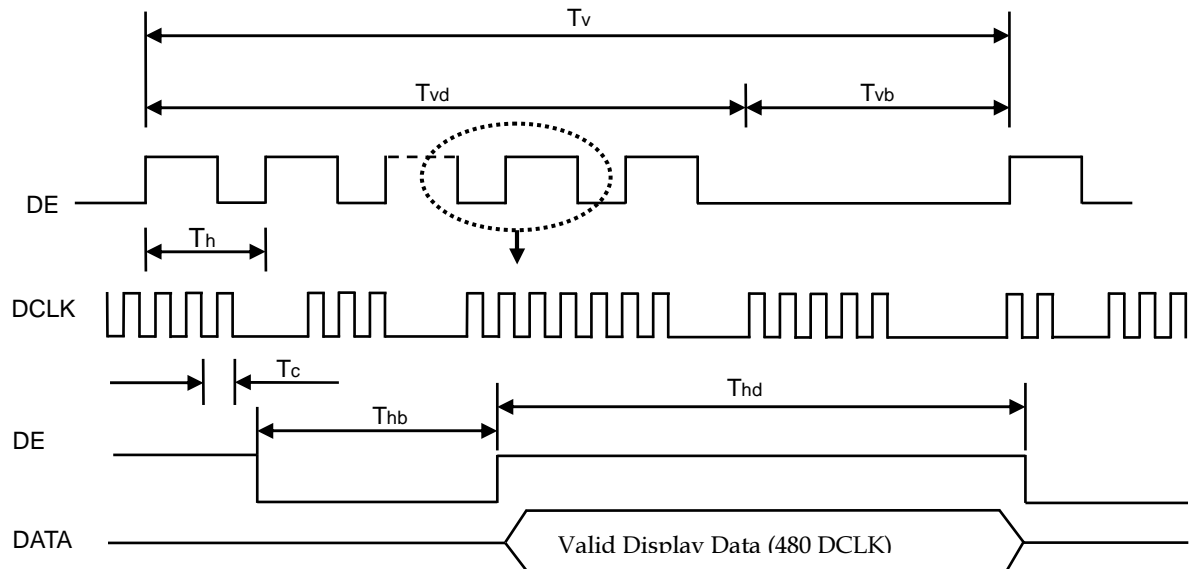 Tv
Tvd
Tvb
DE
Th
DCLK
Tc
Thd
Thb
DE
DATA
Valid Display Data (480 DCLK)